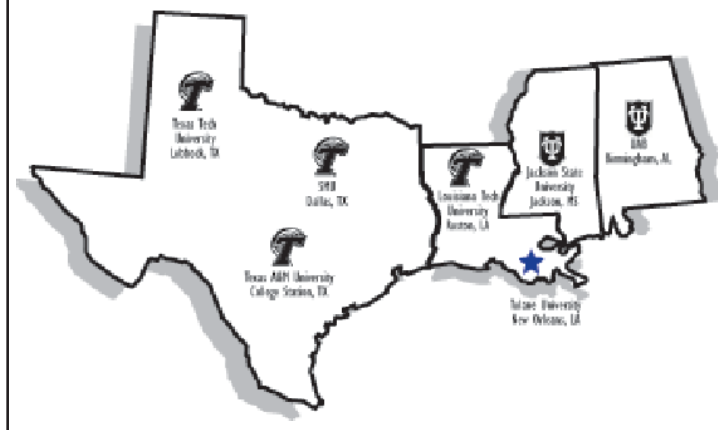 Texas Tech
University
Lubbock, TX
SMU
Dallas, TX
Texas A&M University
College Station, TX
Louisiana Tech
University
Ruston, LA
Jackson State
University
Jackson, MS
UAB
Birmingham, AL
Tulane University
New Orleans, LA